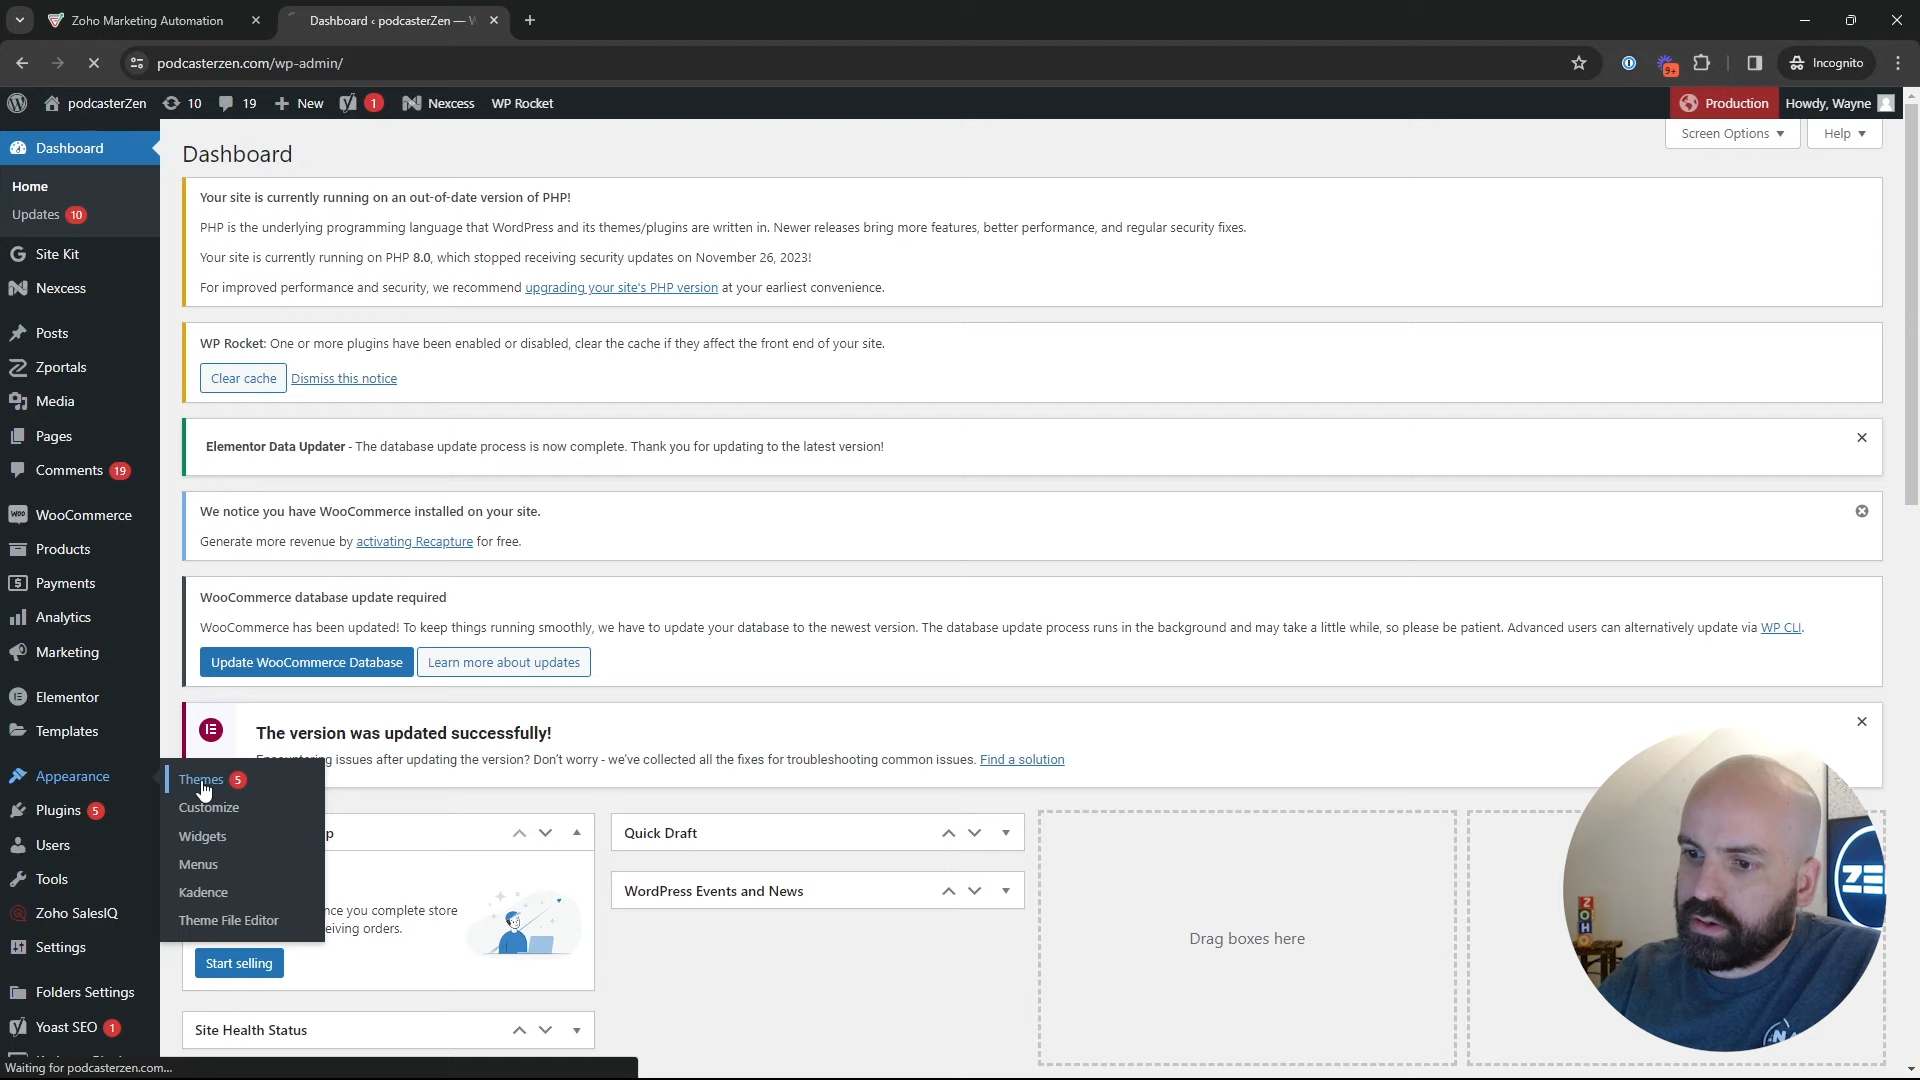 Zoho Marketing Automation
Dashboard ‹ podcasterZen — W
podcasterzen.com/wp-admin/
9+
Incognito
podcasterZen
10
19
New
1
Nexcess
WP Rocket
Production
Howdy, Wayne
Screen Options
Help
Dashboard
Home
Updates 10
Site Kit
Nexcess
Posts
Zportals
Media
Pages
Comments 19
WooCommerce
Products
Payments
Analytics
Marketing
Elementor
Templates
Appearance
Plugins 5
Users
Tools
Zoho SalesIQ
Settings
Folders Settings
Yoast SEO 1
Themes 5
Customize
Widgets
Menus
Kadence
Theme File Editor
Dashboard
Your site is currently running on an out-of-date version of PHP!
PHP is the underlying programming language that WordPress and its themes/plugins are written in. Newer releases bring more features, better performance, and regular security fixes.
Your site is currently running on PHP 8.0, which stopped receiving security updates on November 26, 2023!
For improved performance and security, we recommend upgrading your site's PHP version at your earliest convenience.
WP Rocket: One or more plugins have been enabled or disabled, clear the cache if they affect the front end of your site.
Clear cache
Dismiss this notice
Elementor Data Updater - The database update process is now complete. Thank you for updating to the latest version!
We notice you have WooCommerce installed on your site.
Generate more revenue by activating Recapture for free.
WooCommerce database update required
WooCommerce has been updated! To keep things running smoothly, we have to update your database to the newest version. The database update process runs in the background and may take a little while, so please be patient. Advanced users can alternatively update via WP CLI.
Update WooCommerce Database
Learn more about updates
The version was updated successfully!
issues after updating the version? Don't worry - we've collected all the fixes for troubleshooting common issues. Find a solution
p
Quick Draft
WordPress Events and News
nce you complete store
eiving orders.
Start selling
Site Health Status
Drag boxes here
ZE
ZOHO
Waiting for podcasterzen.com...